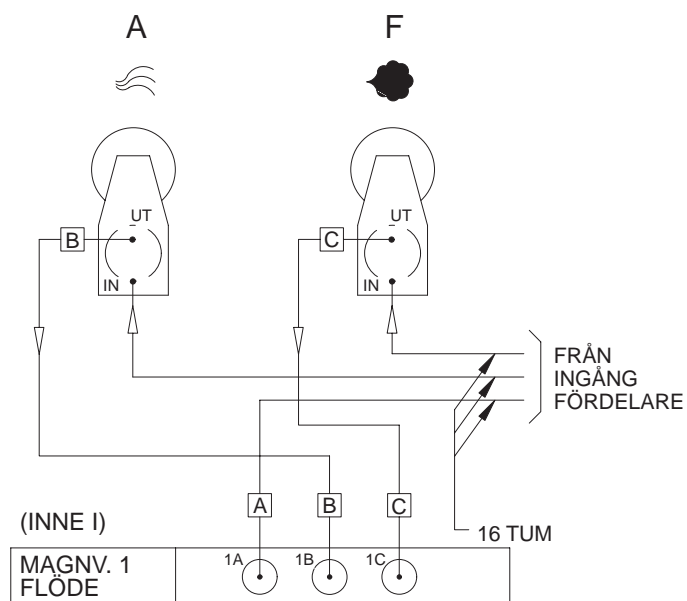 A F
UT UT
B C
IN IN
FRÅN
INGÅNG
FÖRDELARE
A B C
(INNE I)
16 TUM
MAGNV. 1
FLÖDE
1A 1B 1C